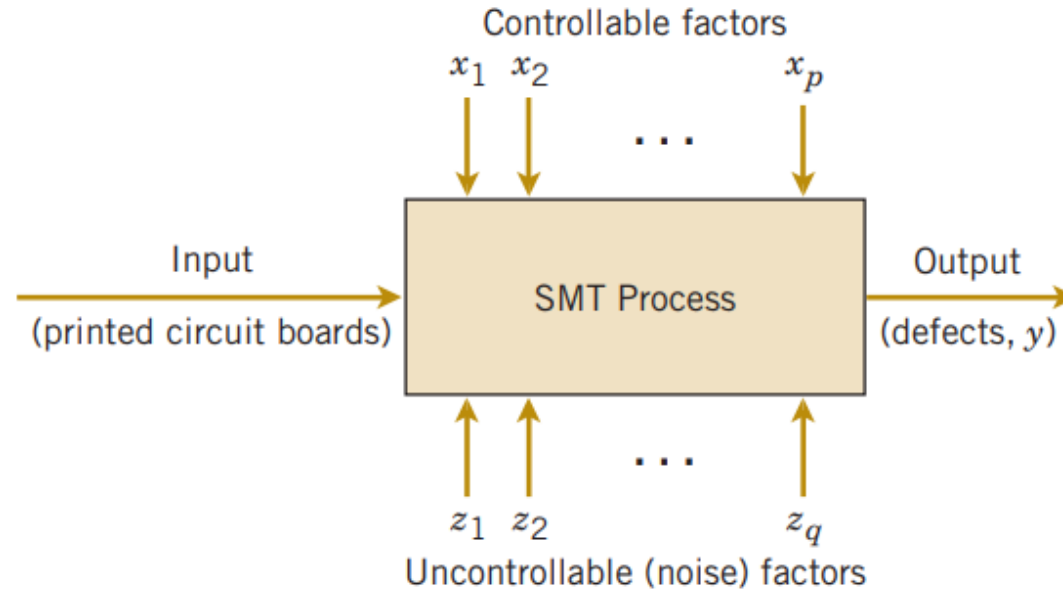 Controllable factors
x1 x2 xp
. . .
Input
Output
SMT Process
(printed circuit boards)
(defects, y)
. . .
z1 z2 zq
Uncontrollable (noise) factors